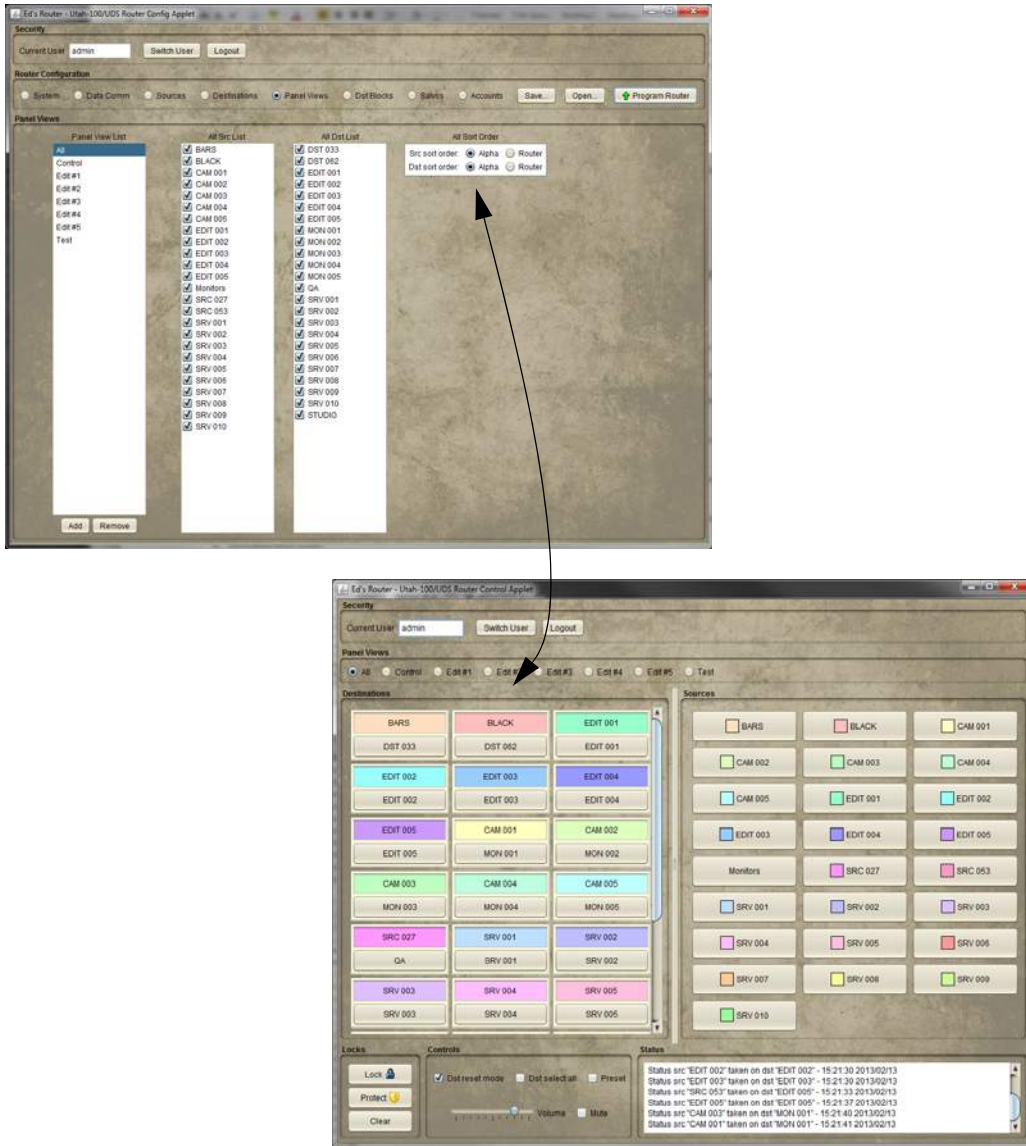 Ed's Router - Utah-100/UDS Router Config Applet
Security
Current User admin Switch User Logout
Router Configuration
System Data Comm Sources Destinations Panel Views Dst Blocks Salvos Accounts Save... Open... Program Router
Panel Views
Panel View List All Src List All Dst List All Sort Order
All BARS DST 033 Src sort order: Alpha Router
Control BLACK DST 062 Dst sort order: Alpha Router
Edit #1 CAM 001 EDIT 001
Edit #2 CAM 002 EDIT 002
Edit #3 CAM 003 EDIT 003
Edit #4 CAM 004 EDIT 004
Edit #5 CAM 005 EDIT 005
Test EDIT 001 MON 001
EDIT 002 MON 002
EDIT 003 MON 003
EDIT 004 MON 004
EDIT 005 MON 005
Monitors QA
SRC 027 SRV 001
SRC 053 SRV 002
SRV 001 SRV 003
SRV 002 SRV 004
SRV 003 SRV 005
SRV 004 SRV 006
SRV 005 SRV 007
SRV 006 SRV 008
SRV 007 SRV 009
SRV 008 SRV 010
SRV 009 STUDIO
SRV 010
Add Remove
Ed's Router - Utah-100/UDS Router Control Applet
Security
Current User admin Switch User Logout
Panel Views
All Control Edit #1 Edit #2 Edit #3 Edit #4 Edit #5 Test
Destinations Sources
BARS BLACK EDIT 001
DST 033 DST 062 EDIT 001
EDIT 002 EDIT 003 EDIT 004
EDIT 002 EDIT 003 EDIT 004
EDIT 005 CAM 001 CAM 002
EDIT 005 MON 001 MON 002
CAM 003 CAM 004 CAM 005
MON 003 MON 004 MON 005
SRC 027 SRV 001 SRV 002
QA SRV 001 SRV 002
SRV 003 SRV 004 SRV 005
SRV 003 SRV 004 SRV 005
BARS BLACK CAM 001
CAM 002 CAM 003 CAM 004
CAM 005 EDIT 001 EDIT 002
EDIT 003 EDIT 004 EDIT 005
Monitors SRC 027 SRC 053
SRV 001 SRV 002 SRV 003
SRV 004 SRV 005 SRV 006
SRV 007 SRV 008 SRV 009
SRV 010
Locks Controls Status
Lock
Protect
Clear
Dst reset mode Dst select all Preset
Volume Mute
Status src "EDIT 002" taken on dst "EDIT 002" - 15:21:30 2013/02/13
Status src "EDIT 003" taken on dst "EDIT 003" - 15:21:30 2013/02/13
Status src "SRC 053" taken on dst "EDIT 005" - 15:21:33 2013/02/13
Status src "EDIT 005" taken on dst "EDIT 005" - 15:21:37 2013/02/13
Status src "CAM 003" taken on dst "MON 001" - 15:21:40 2013/02/13
Status src "CAM 001" taken on dst "MON 001" - 15:21:41 2013/02/13